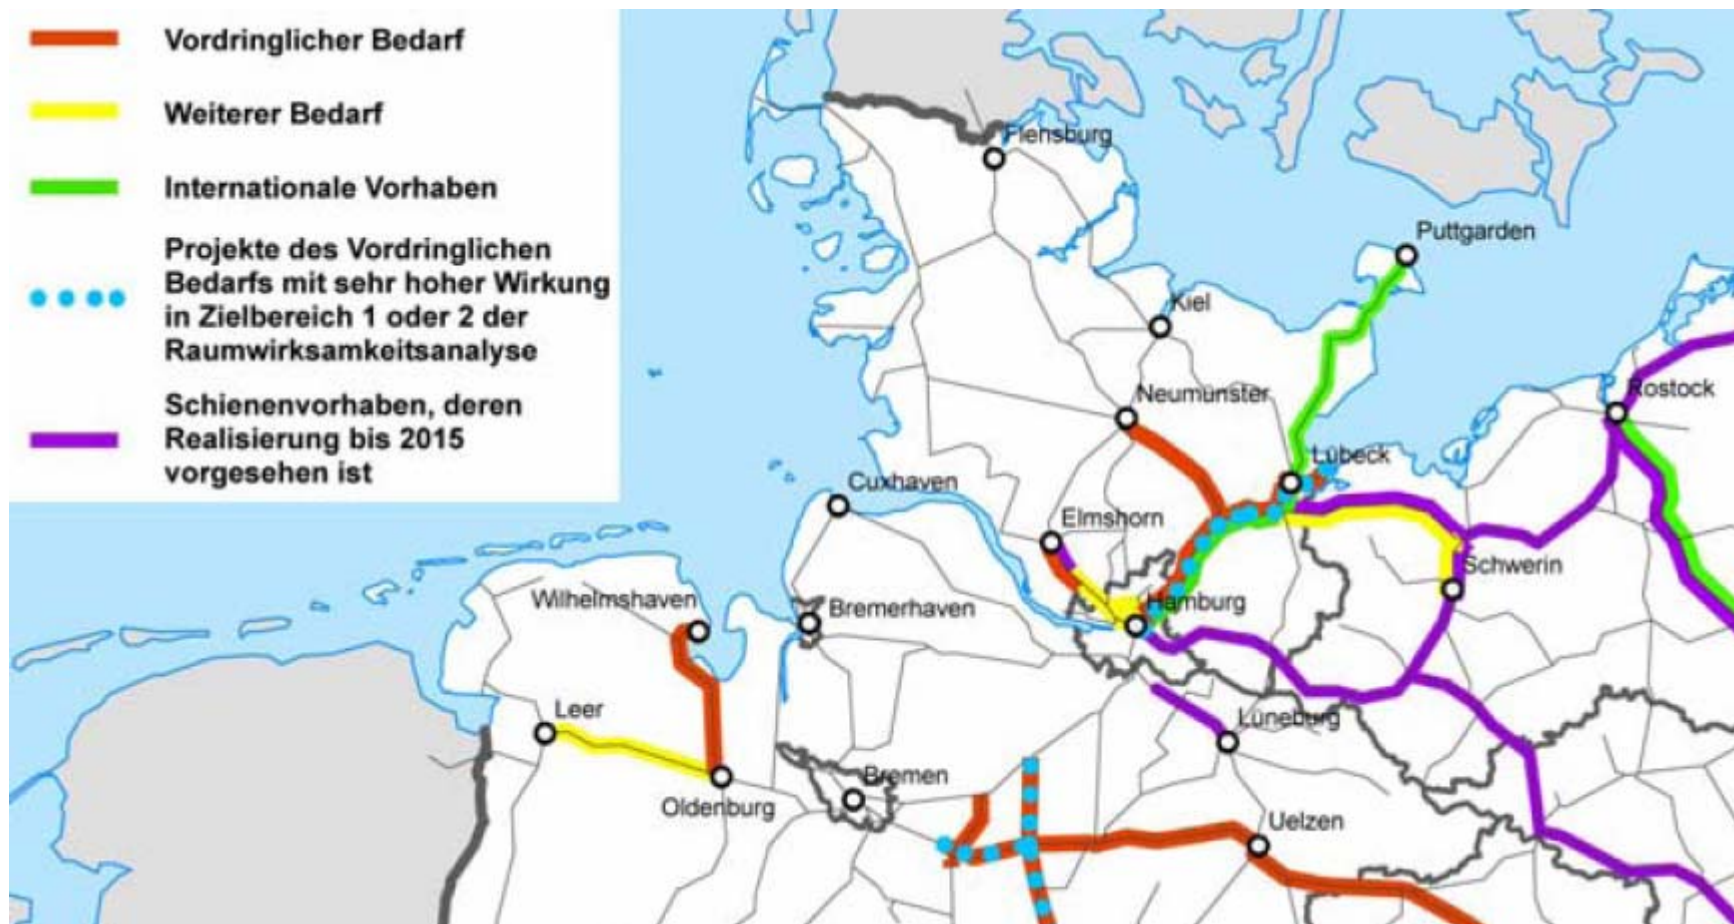 Vordringlicher Bedarf
Weiterer Bedarf
Internationale Vorhaben
Projekte des Vordringlichen
Bedarfs mit sehr hoher Wirkung
in Zielbereich 1 oder 2 der
Raumwirksamkeitsanalyse
Schienenvorhaben, deren
Realisierung bis 2015
vorgesehen ist
Flensburg
Puttgarden
Kiel
Neumünster
Rostock
Lübeck
Cuxhaven
Elmshorn
Schwerin
Wilhelmshaven
Bremerhaven
Hamburg
Leer
Lüneburg
Bremen
Oldenburg
Uelzen